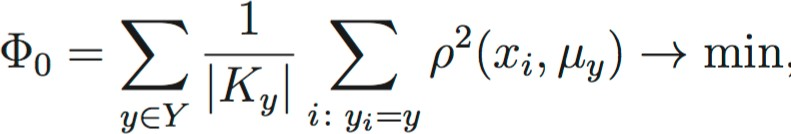 Φ₀ = ∑_{y∈Y} 1/|K_y| ∑_{i: y_i=y} ρ²(x_i, μ_y) → min,